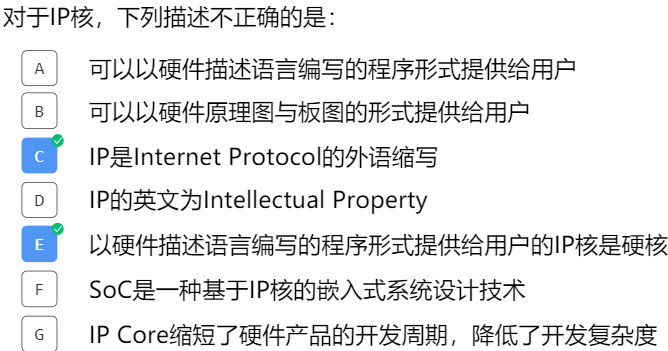 对于IP核，下列描述不正确的是：
A 可以以硬件描述语言编写的程序形式提供给用户
B 可以以硬件原理图与板图的形式提供给用户
C IP是Internet Protocol的外语缩写
D IP的英文为Intellectual Property
E 以硬件描述语言编写的程序形式提供给用户的IP核是硬核
F SoC是一种基于IP核的嵌入式系统设计技术
G IP Core缩短了硬件产品的开发周期，降低了开发复杂度